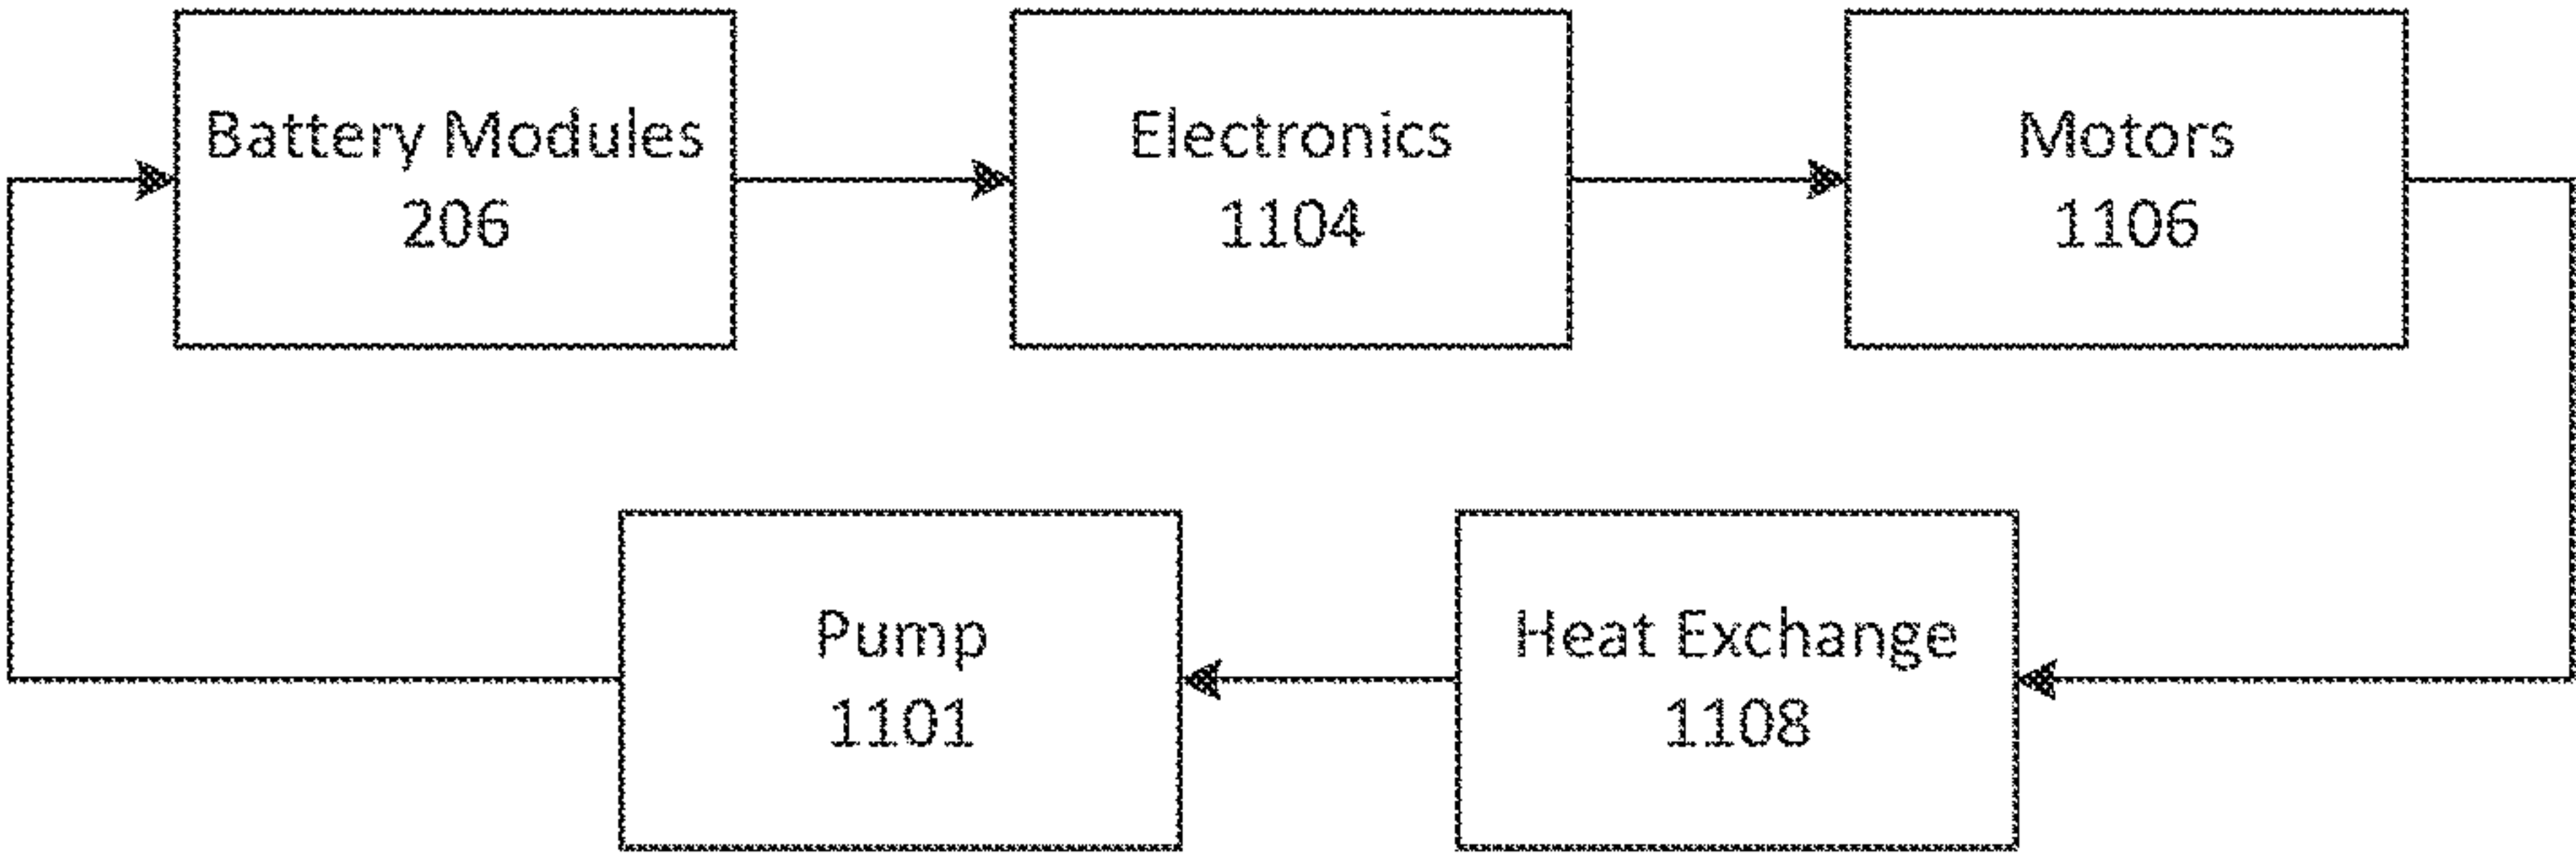 Battery Modules
206
Electronics
1104
Motors
1106
Pump
1101
Heat Exchange
1108